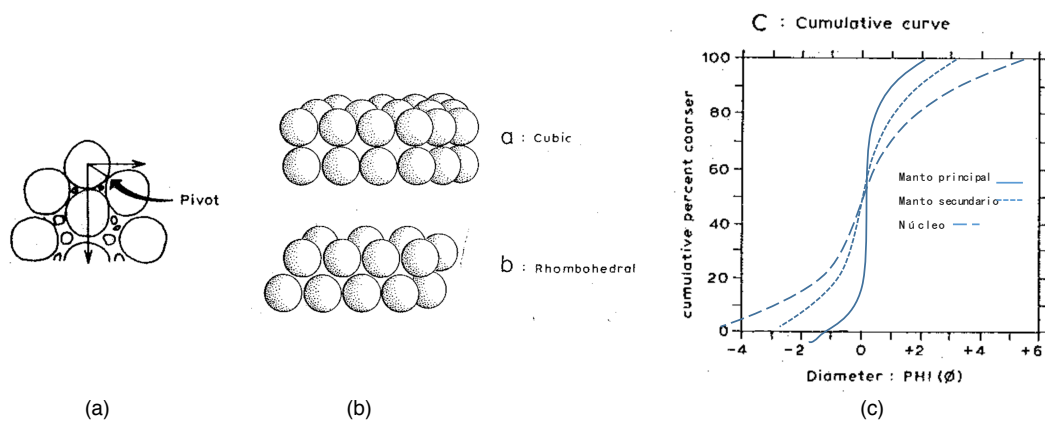 Pivot
(a)
a : Cubic
b : Rhombohedral
(b)
C : Cumulative curve
cumulative percent coarser
100
80
60
40
20
0
Manto principal
Manto secundario
Núcleo
-4 -2 0 +2 +4 +6
Diameter : PHI (Ø)
(c)